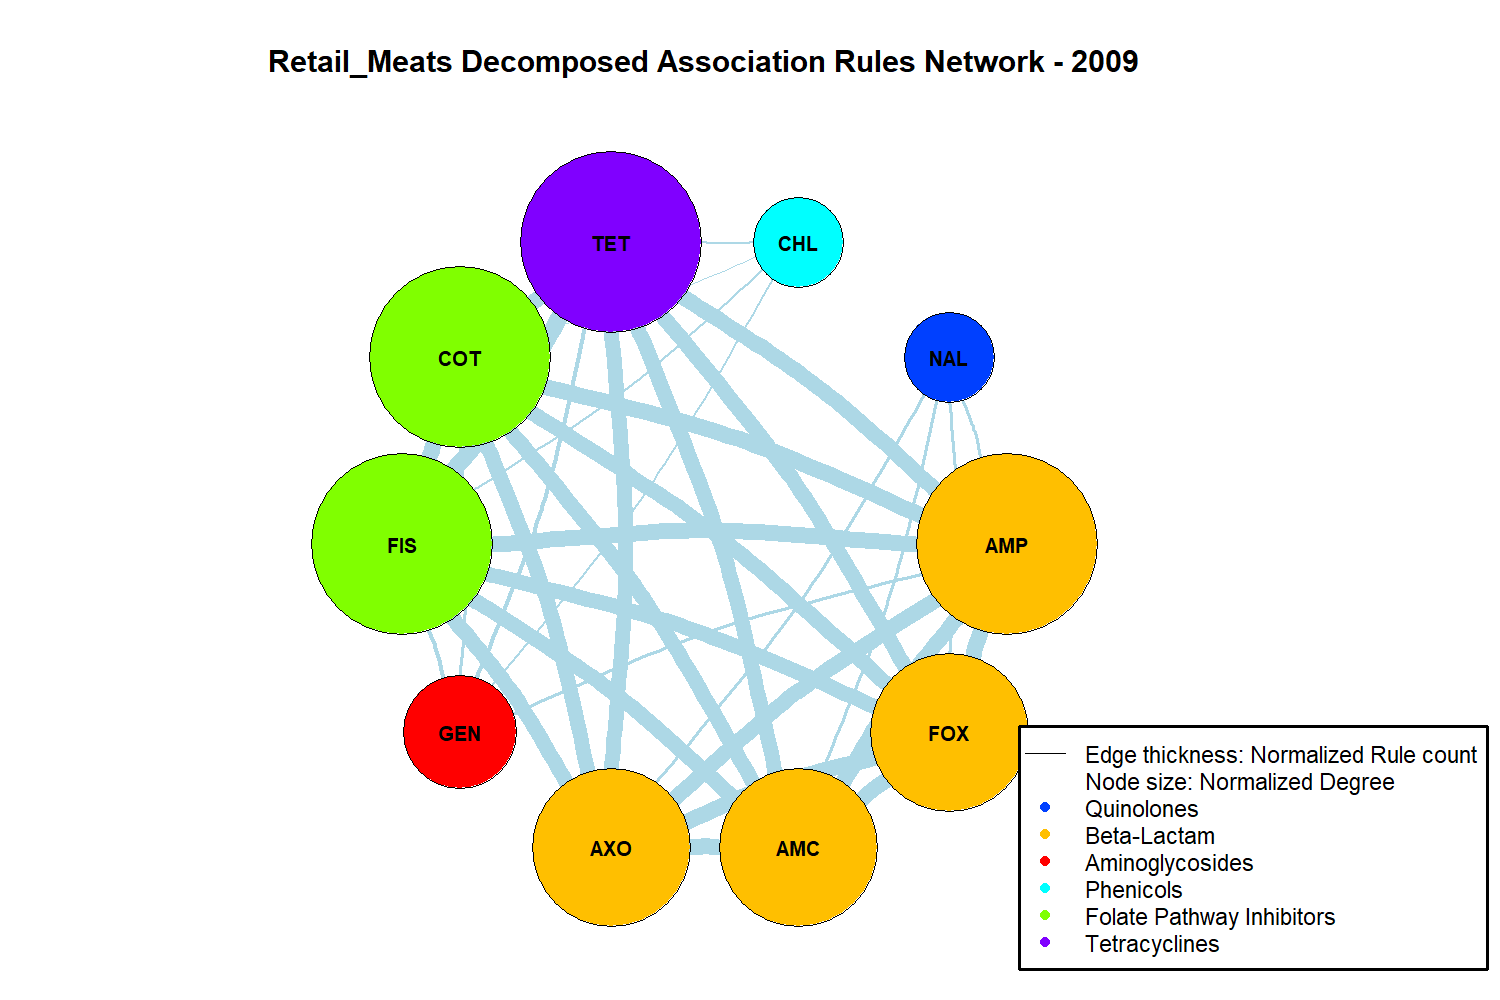 Retail_Meats Decomposed Association Rules Network - 2009
TET
CHL
COT
NAL
FIS
AMP
GEN
FOX
AXO
AMC
Edge thickness: Normalized Rule count
Node size: Normalized Degree
Quinolones
Beta-Lactam
Aminoglycosides
Phenicols
Folate Pathway Inhibitors
Tetracyclines